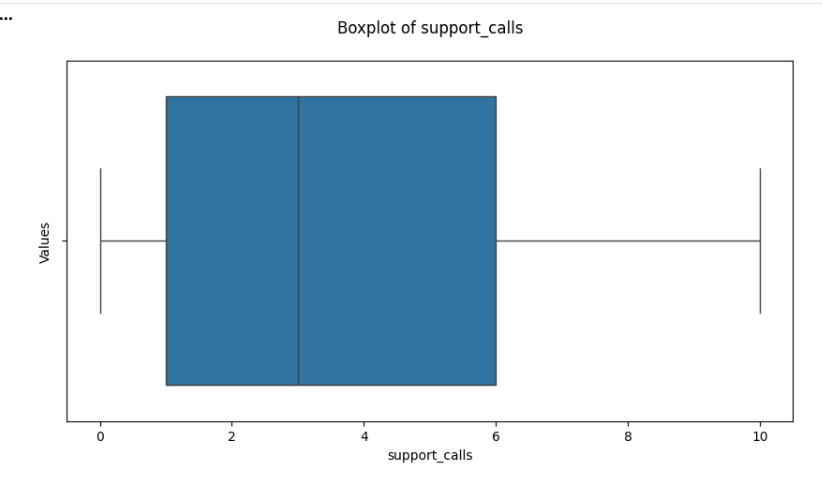 ...
Boxplot of support_calls
Values
0 2 4 6 8 10
support_calls